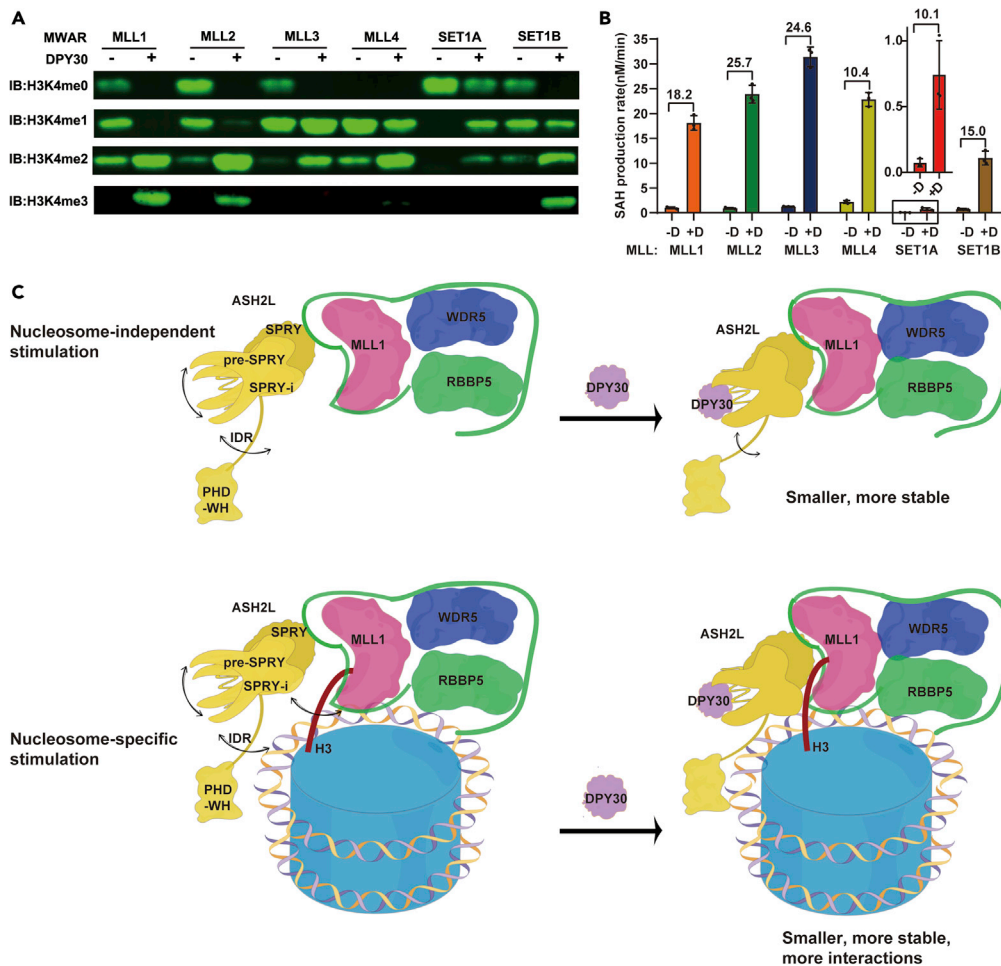 A
MWAR MLL1 MLL2 MLL3 MLL4 SET1A SET1B
DPY30 - + - + - + - + - + - +
IB:H3K4me0
IB:H3K4me1
IB:H3K4me2
IB:H3K4me3
B
SAH production rate(nM/min)
35
30
25
20
15
10
5
0
18.2
25.7
24.6
10.4
10.1
15.0
1.0
0.5
0.0
-D +D
-D +D -D +D -D +D -D +D -D +D -D +D
MLL: MLL1 MLL2 MLL3 MLL4 SET1A SET1B
C
Nucleosome-independent
stimulation
ASH2L
SPRY
pre-SPRY
SPRY-i
IDR
PHD
-WH
MLL1
WDR5
RBBP5
DPY30
ASH2L
DPY30
MLL1
WDR5
RBBP5
Smaller, more stable
Nucleosome-specific
stimulation
ASH2L
SPRY
pre-SPRY
SPRY-i
IDR
PHD
-WH
MLL1
WDR5
RBBP5
H3
DPY30
ASH2L
DPY30
MLL1
WDR5
RBBP5
H3
Smaller, more stable,
more interactions